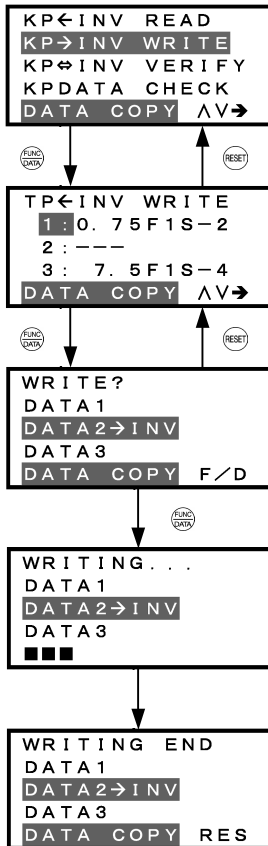 KP←INV READ
KP→INV WRITE
KP⇔INV VERIFY
KPDATA CHECK
DATA COPY ∧∨➔
FUNC
DATA
RESET
TP←INV WRITE
1:0.75F1S−2
2:−−−
3: 7.5F1S−4
DATA COPY ∧∨➔
FUNC
DATA
RESET
WRITE?
DATA1
DATA2→INV
DATA3
DATA COPY F/D
FUNC
DATA
WRITING...
DATA1
DATA2→INV
DATA3
■■■
WRITING END
DATA1
DATA2→INV
DATA3
DATA COPY RES